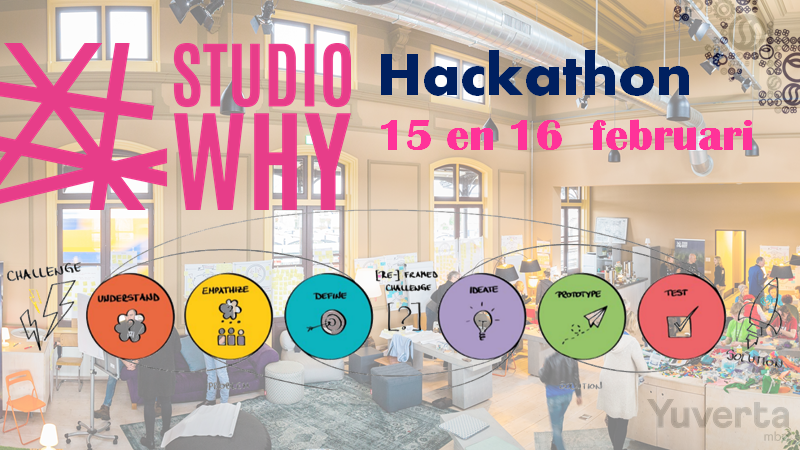 STUDIO
WHY
Hackathon
15 en 16 februari
CHALLENGE
UNDERSTAND
EMPATHIZE
DEFINE
[RE-] FRAMED
CHALLENGE
[?]
IDEATE
PROTOTYPE
TEST
SOLUTION
SOLUTION
Yuverta
mbo